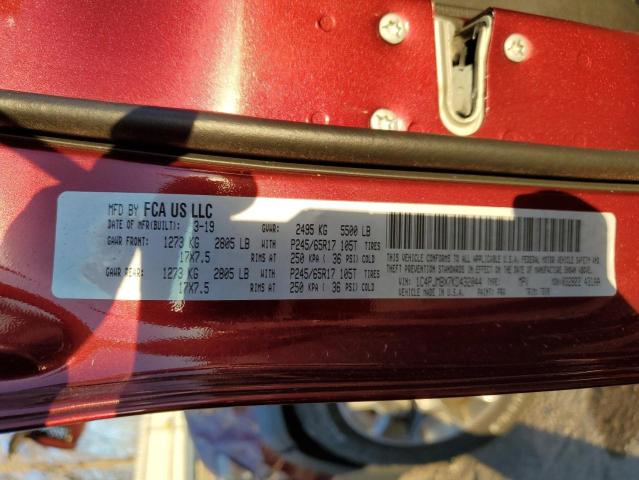 MFD BY FCA US LLC
DATE OF MFR(BUILT): 3-19 GVWR: 2495 KG 5500 LB
GAWR FRONT: 1273 KG 2805 LB WITH P245/65R17 105T TIRES
17X7.5 RIMS AT 250 KPA ( 36 PSI) COLD
GAWR REAR: 1273 KG 2805 LB WITH P245/65R17 105T TIRES
17X7.5 RIMS AT 250 KPA ( 36 PSI) COLD
THIS VEHICLE CONFORMS TO ALL APPLICABLE U.S.A. FEDERAL MOTOR VEHICLE SAFETY AND
THEFT PREVENTION STANDARDS IN EFFECT ON THE DATE OF MANUFACTURE SHOWN ABOVE.
VIN: 1C4PJMBX7KD432044 TYPE: MPV
VEHICLE MADE IN U.S.A. PAINT: TRIM: